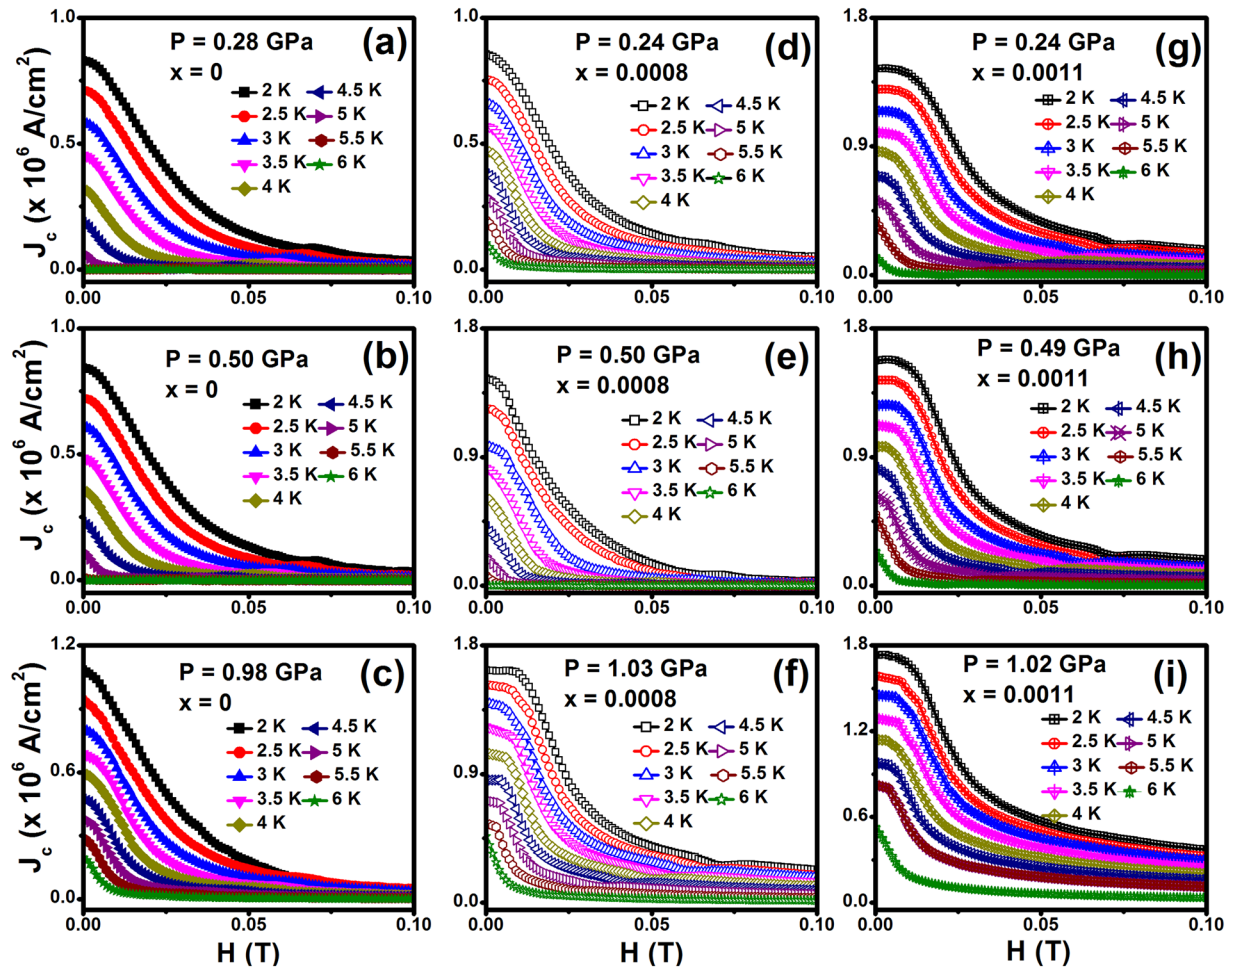 J_c (x 10^6 A/cm^2)
1.0
0.5
0.0
P = 0.28 GPa
x = 0
(a)
2 K
4.5 K
2.5 K
5 K
3 K
5.5 K
3.5 K
6 K
4 K
0.00
0.05
0.10
1.0
0.5
0.0
P = 0.24 GPa
x = 0.0008
(d)
2 K
4.5 K
2.5 K
5 K
3 K
5.5 K
3.5 K
6 K
4 K
0.00
0.05
0.10
1.8
0.9
0.0
P = 0.24 GPa
x = 0.0011
(g)
2 K
4.5 K
2.5 K
5 K
3 K
5.5 K
3.5 K
6 K
4 K
0.00
0.05
0.10
J_c (x 10^6 A/cm^2)
1.0
0.5
0.0
P = 0.50 GPa
x = 0
(b)
2 K
4.5 K
2.5 K
5 K
3 K
5.5 K
3.5 K
6 K
4 K
0.00
0.05
0.10
1.8
0.9
0.0
P = 0.50 GPa
x = 0.0008
(e)
2 K
4.5 K
2.5 K
5 K
3 K
5.5 K
3.5 K
6 K
4 K
0.00
0.05
0.10
1.8
0.9
0.0
P = 0.49 GPa
x = 0.0011
(h)
2 K
4.5 K
2.5 K
5 K
3 K
5.5 K
3.5 K
6 K
4 K
0.00
0.05
0.10
J_c (x 10^6 A/cm^2)
1.2
0.6
0.0
P = 0.98 GPa
x = 0
(c)
2 K
4.5 K
2.5 K
5 K
3 K
5.5 K
3.5 K
6 K
4 K
0.00
0.05
0.10
H (T)
1.8
0.9
0.0
P = 1.03 GPa
x = 0.0008
(f)
2 K
4.5 K
2.5 K
5 K
3 K
5.5 K
3.5 K
6 K
4 K
0.00
0.05
0.10
H (T)
1.8
1.2
0.6
0.0
P = 1.02 GPa
x = 0.0011
(i)
2 K
4.5 K
2.5 K
5 K
3 K
5.5 K
3.5 K
6 K
4 K
0.00
0.05
0.10
H (T)